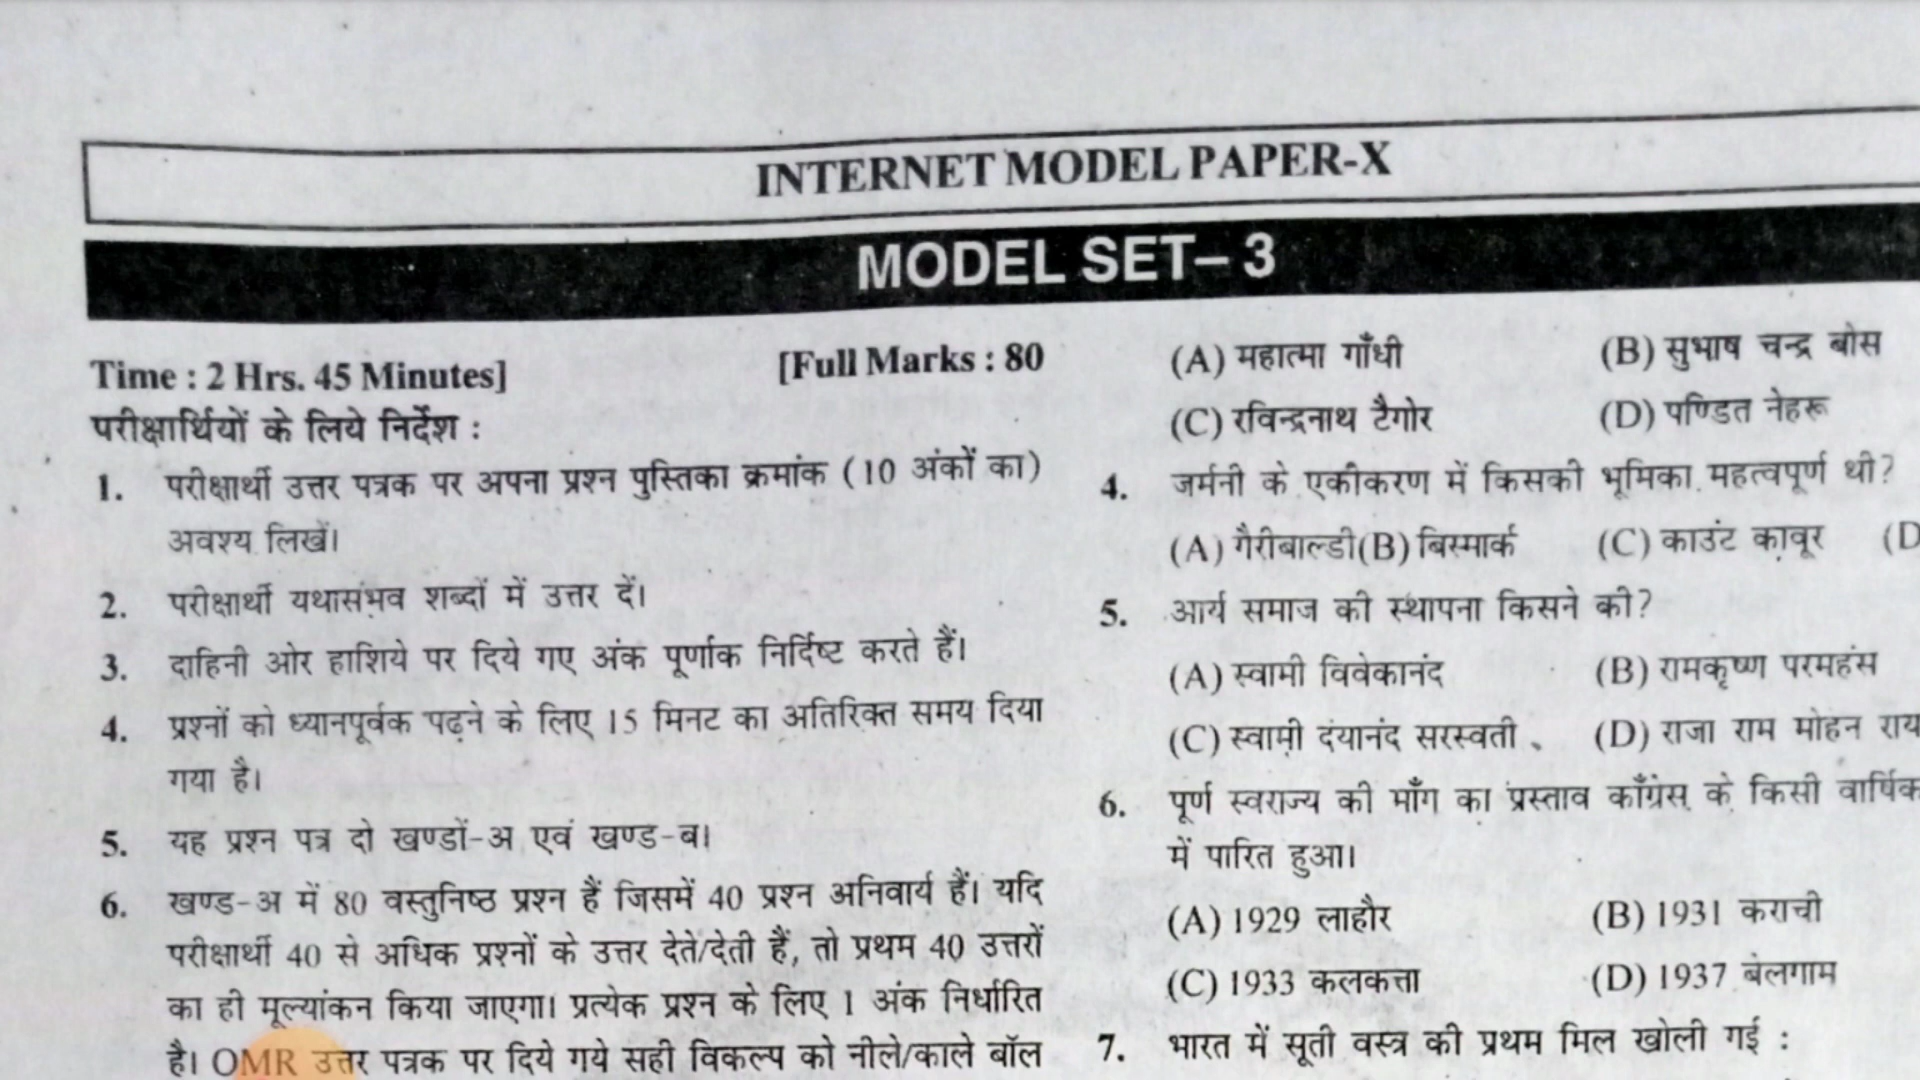 INTERNET MODEL PAPER-X
MODEL SET– 3
Time : 2 Hrs. 45 Minutes]
[Full Marks : 80
परीक्षार्थियों के लिये निर्देश :
1. परीक्षार्थी उत्तर पत्रक पर अपना प्रश्न पुस्तिका क्रमांक (10 अंकों का)
अवश्य लिखें।
2. परीक्षार्थी यथासंभव शब्दों में उत्तर दें।
3. दाहिनी ओर हाशिये पर दिये गए अंक पूर्णाक निर्दिष्ट करते हैं।
4. प्रश्नों को ध्यानपूर्वक पढ़ने के लिए 15 मिनट का अतिरिक्त समय दिया
गया है।
5. यह प्रश्न पत्र दो खण्डों-अ एवं खण्ड-ब।
6. खण्ड-अ में 80 वस्तुनिष्ठ प्रश्न हैं जिसमें 40 प्रश्न अनिवार्य हैं। यदि
परीक्षार्थी 40 से अधिक प्रश्नों के उत्तर देते/देती हैं, तो प्रथम 40 उत्तरों
का ही मूल्यांकन किया जाएगा। प्रत्येक प्रश्न के लिए 1 अंक निर्धारित
है। OMR उत्तर पत्रक पर दिये गये सही विकल्प को नीले/काले बॉल
(A) महात्मा गाँधी (B) सुभाष चन्द्र बोस
(C) रविन्द्रनाथ टैगोर (D) पण्डित नेहरू
4. जर्मनी के एकीकरण में किसकी भूमिका महत्वपूर्ण थी?
(A) गैरीबाल्डी (B) बिस्मार्क (C) काउंट कावूर (D
5. आर्य समाज की स्थापना किसने की?
(A) स्वामी विवेकानंद (B) रामकृष्ण परमहंस
(C) स्वामी दयानंद सरस्वती (D) राजा राम मोहन राय
6. पूर्ण स्वराज्य की माँग का प्रस्ताव काँग्रेस के किसी वार्षिक
में पारित हुआ।
(A) 1929 लाहौर (B) 1931 कराची
(C) 1933 कलकत्ता (D) 1937 बेलगाम
7. भारत में सूती वस्त्र की प्रथम मिल खोली गई :